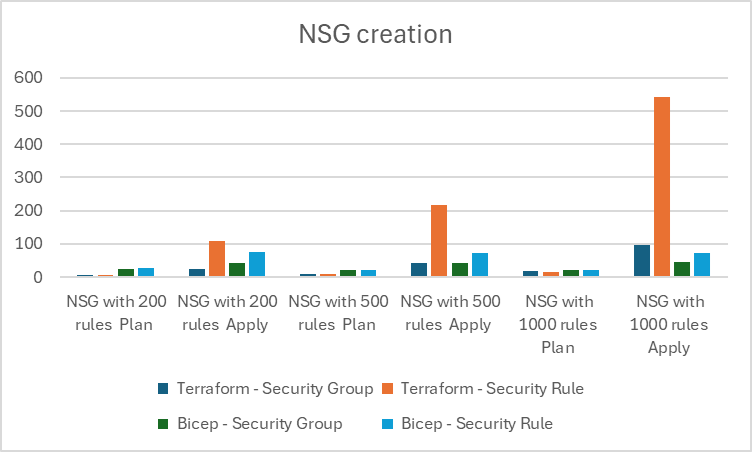 NSG creation
600
500
400
300
200
100
0
NSG with 200 rules Plan
NSG with 200 rules Apply
NSG with 500 rules Plan
NSG with 500 rules Apply
NSG with 1000 rules Plan
NSG with 1000 rules Apply
Terraform - Security Group
Terraform - Security Rule
Bicep - Security Group
Bicep - Security Rule